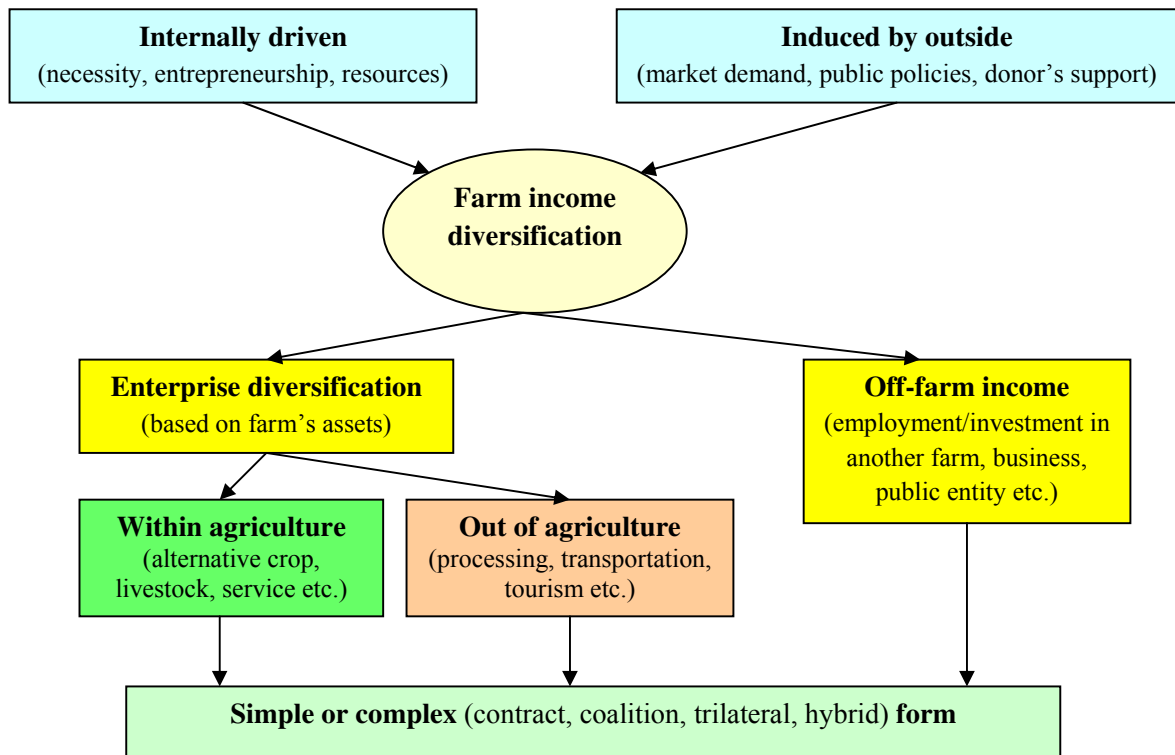 Internally driven
(necessity, entrepreneurship, resources)
Induced by outside
(market demand, public policies, donor’s support)
Farm income
diversification
Enterprise diversification
(based on farm’s assets)
Off-farm income
(employment/investment in
another farm, business,
public entity etc.)
Within agriculture
(alternative crop,
livestock, service etc.)
Out of agriculture
(processing, transportation,
tourism etc.)
Simple or complex (contract, coalition, trilateral, hybrid) form